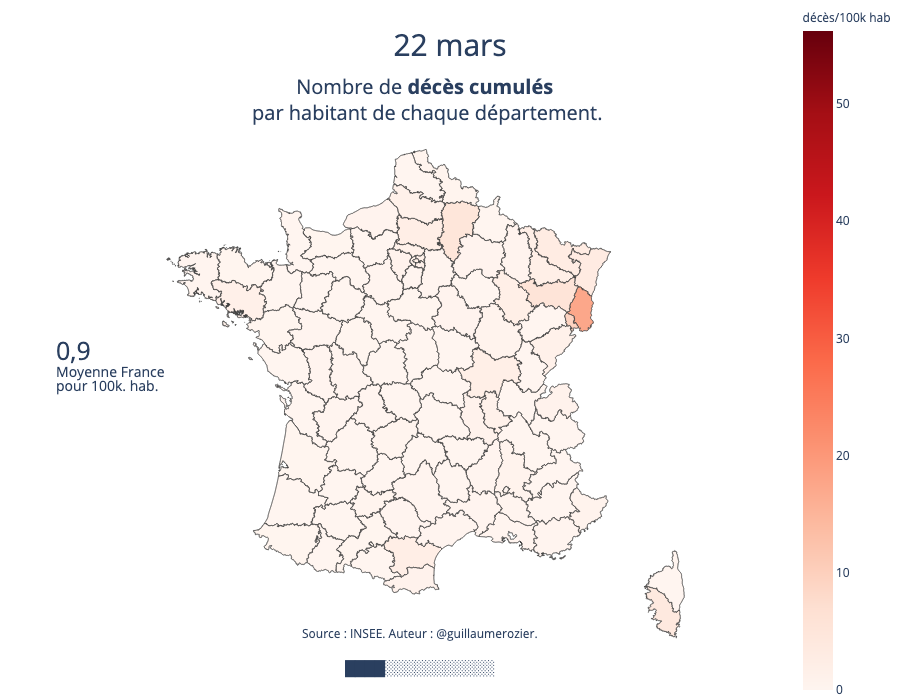 décès/100k hab
22 mars
Nombre de décès cumulés
par habitant de chaque département.
50
40
30
20
10
0
0,9
Moyenne France
pour 100k. hab.
Source : INSEE. Auteur : @guillaumerozier.